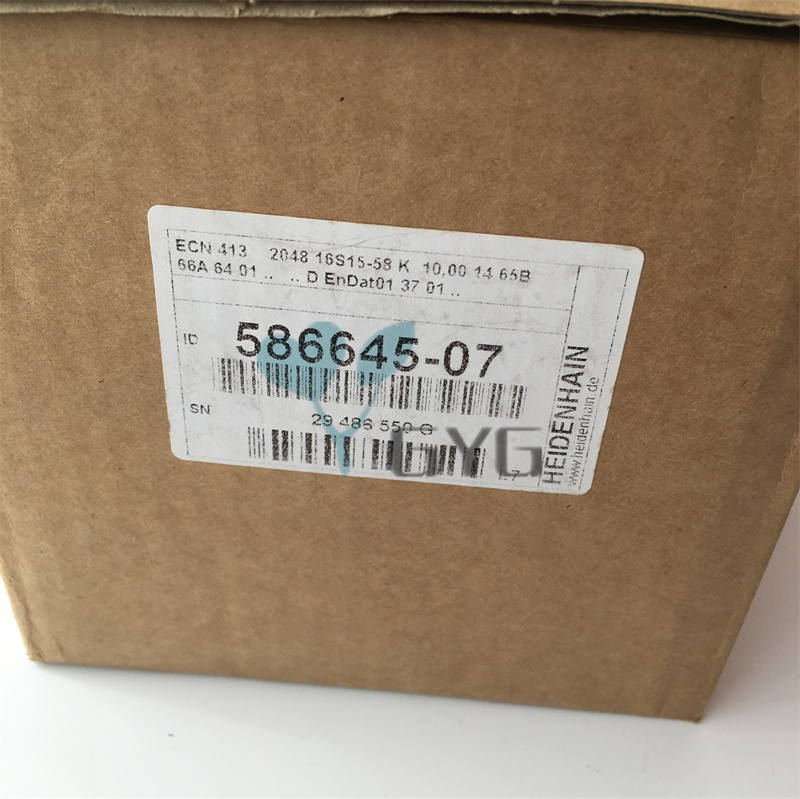 ECN 413 2048 16S15-58 K 10,00 14 65B
66A 64 01 .. .. D EnDat01 37 01 ..
ID 586645-07
SN 29 486 550 G
HEIDENHAIN
www.heidenhain.de
GYG